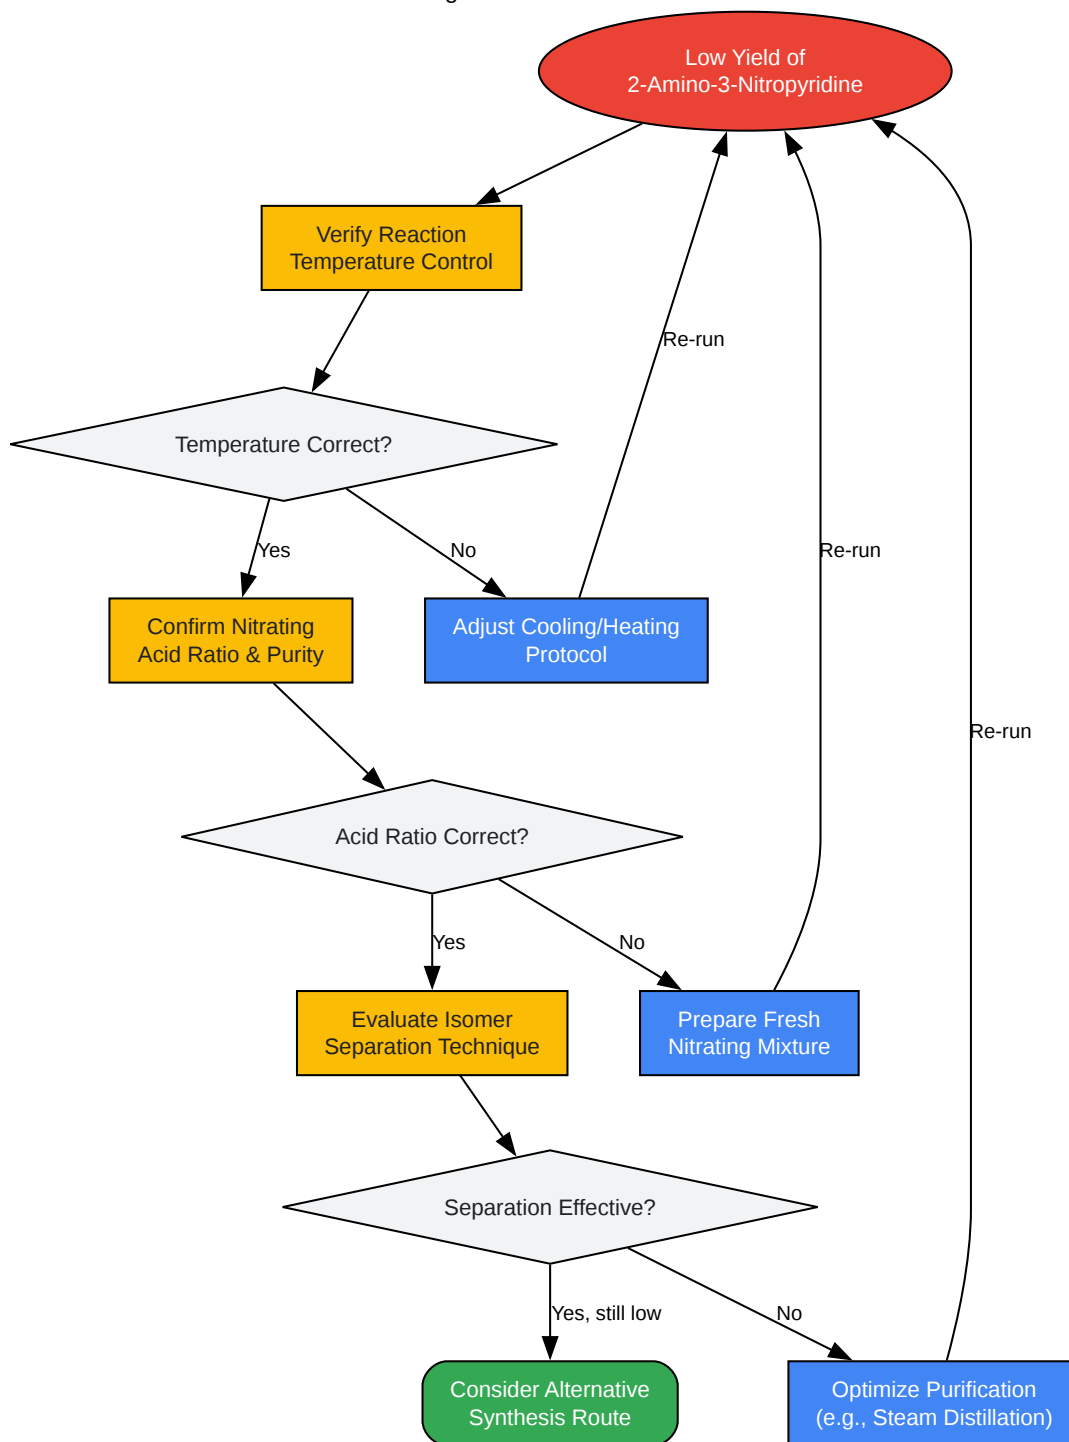 Low Yield of
2-Amino-3-Nitropyridine
Verify Reaction
Temperature Control
Re-run
Temperature Correct?
Yes
No
Re-run
Confirm Nitrating
Acid Ratio & Purity
Adjust Cooling/Heating
Protocol
Re-run
Acid Ratio Correct?
Yes
No
Evaluate Isomer
Separation Technique
Prepare Fresh
Nitrating Mixture
Separation Effective?
Yes, still low
No
Consider Alternative
Synthesis Route
Optimize Purification
(e.g., Steam Distillation)